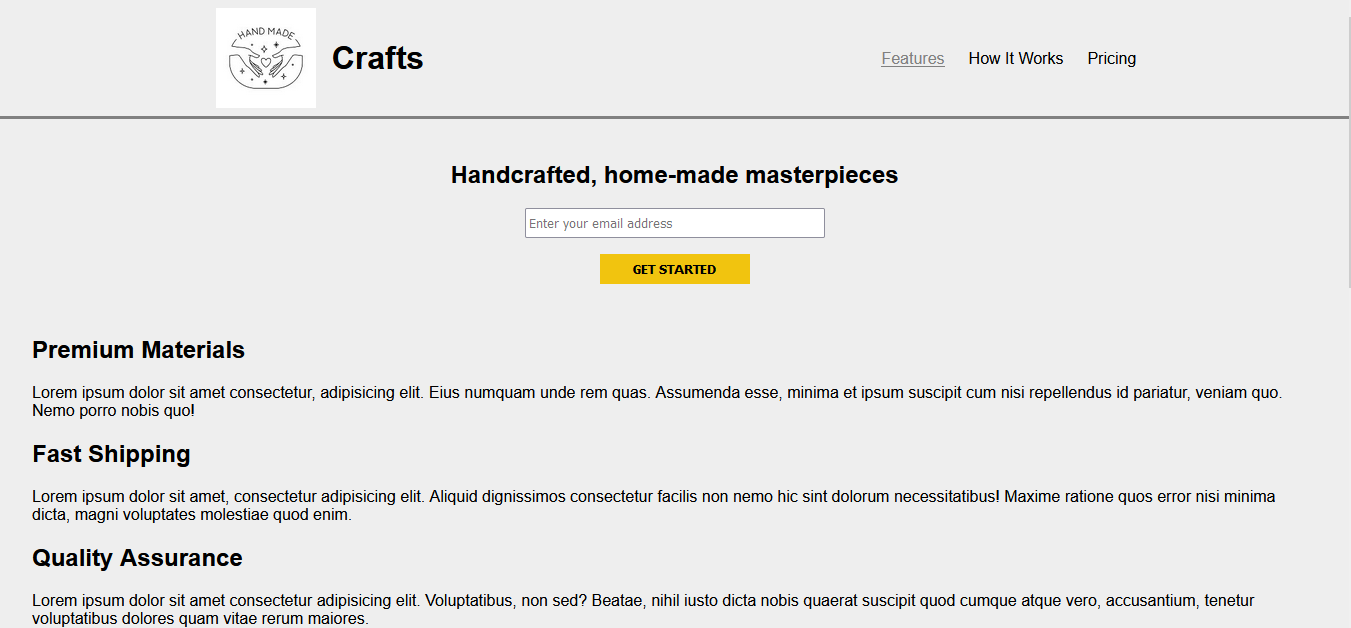 HAND MADE
Crafts
Features How It Works Pricing
Handcrafted, home-made masterpieces
Enter your email address
GET STARTED
Premium Materials
Lorem ipsum dolor sit amet consectetur, adipisicing elit. Eius numquam unde rem quas. Assumenda esse, minima et ipsum suscipit cum nisi repellendus id pariatur, veniam quo.
Nemo porro nobis quo!
Fast Shipping
Lorem ipsum dolor sit amet, consectetur adipisicing elit. Aliquid dignissimos consectetur facilis non nemo hic sint dolorum necessitatibus! Maxime ratione quos error nisi minima
dicta, magni voluptates molestiae quod enim.
Quality Assurance
Lorem ipsum dolor sit amet consectetur adipisicing elit. Voluptatibus, non sed? Beatae, nihil iusto dicta nobis quaerat suscipit quod cumque atque vero, accusantium, tenetur
voluptatibus dolores quam vitae rerum maiores.